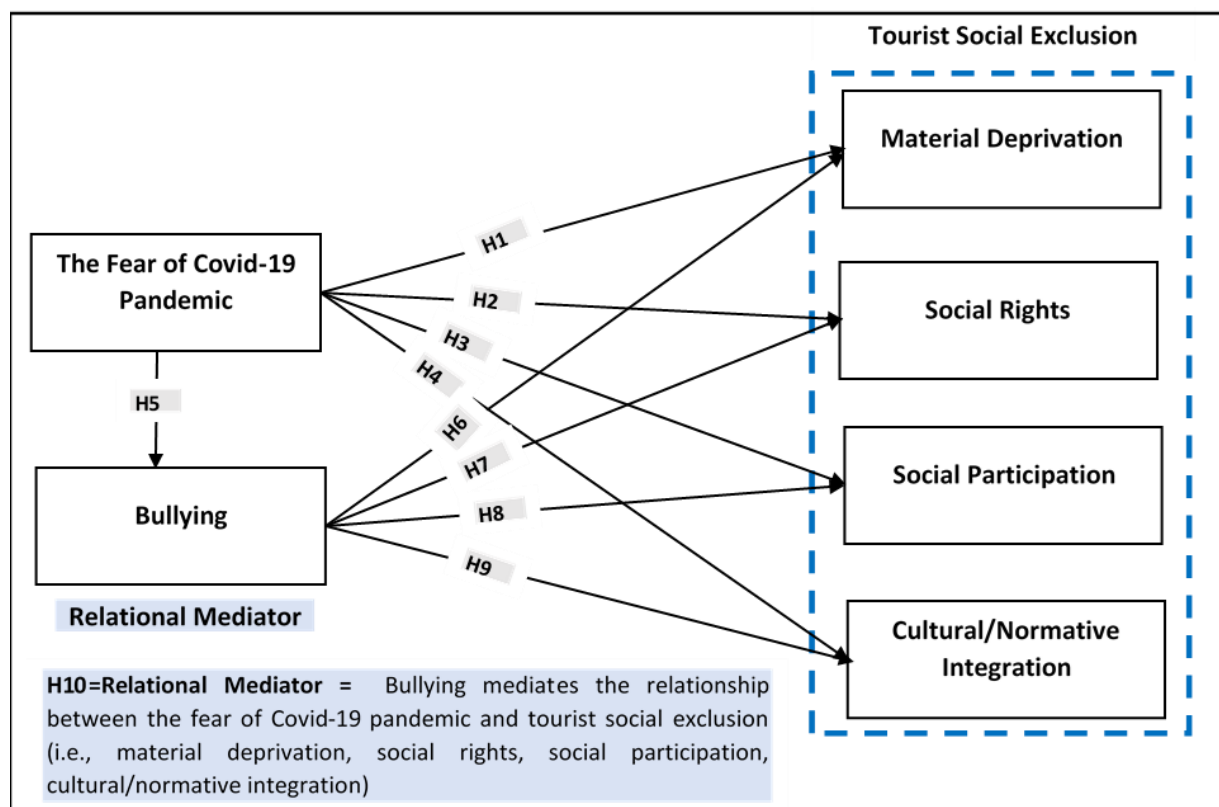 Tourist Social Exclusion
Material Deprivation
The Fear of Covid-19
Pandemic
H1
H2
Social Rights
H3
H4
H5
H6
H7
Social Participation
Bullying
H8
H9
Relational Mediator
Cultural/Normative
Integration
H10=Relational Mediator = Bullying mediates the relationship
between the fear of Covid-19 pandemic and tourist social exclusion
(i.e., material deprivation, social rights, social participation,
cultural/normative integration)